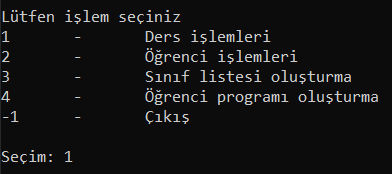 Lütfen işlem seçiniz
1 - Ders işlemleri
2 - Öğrenci işlemleri
3 - Sınıf listesi oluşturma
4 - Öğrenci programı oluşturma
-1 - Çıkış
Seçim: 1